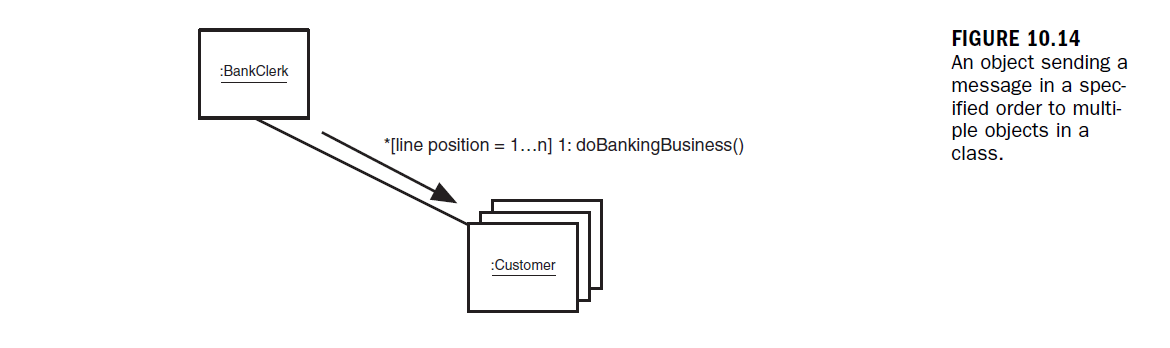 :BankClerk
*[line position = 1…n] 1: doBankingBusiness()
:Customer
FIGURE 10.14
An object sending a
message in a spec-
ified order to multi-
ple objects in a
class.